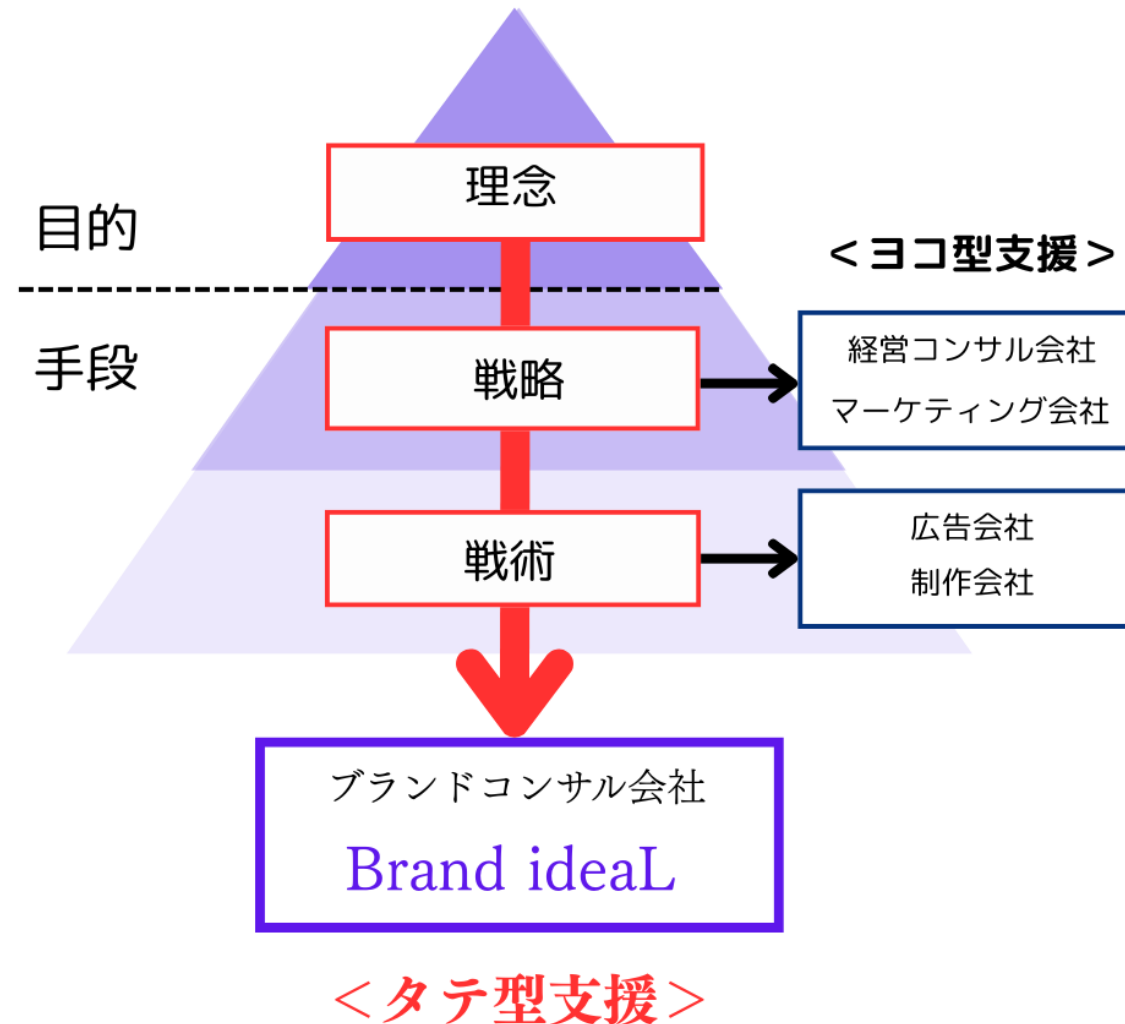 理念
目的
<ヨコ型支援>
手段
戦略
経営コンサル会社
マーケティング会社
戦術
広告会社
制作会社
ブランドコンサル会社
Brand ideaL
<タテ型支援>